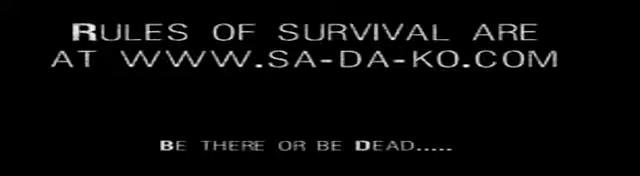 Rules of survival are
at www.sa-da-ko.com
Be there or be Dead.....